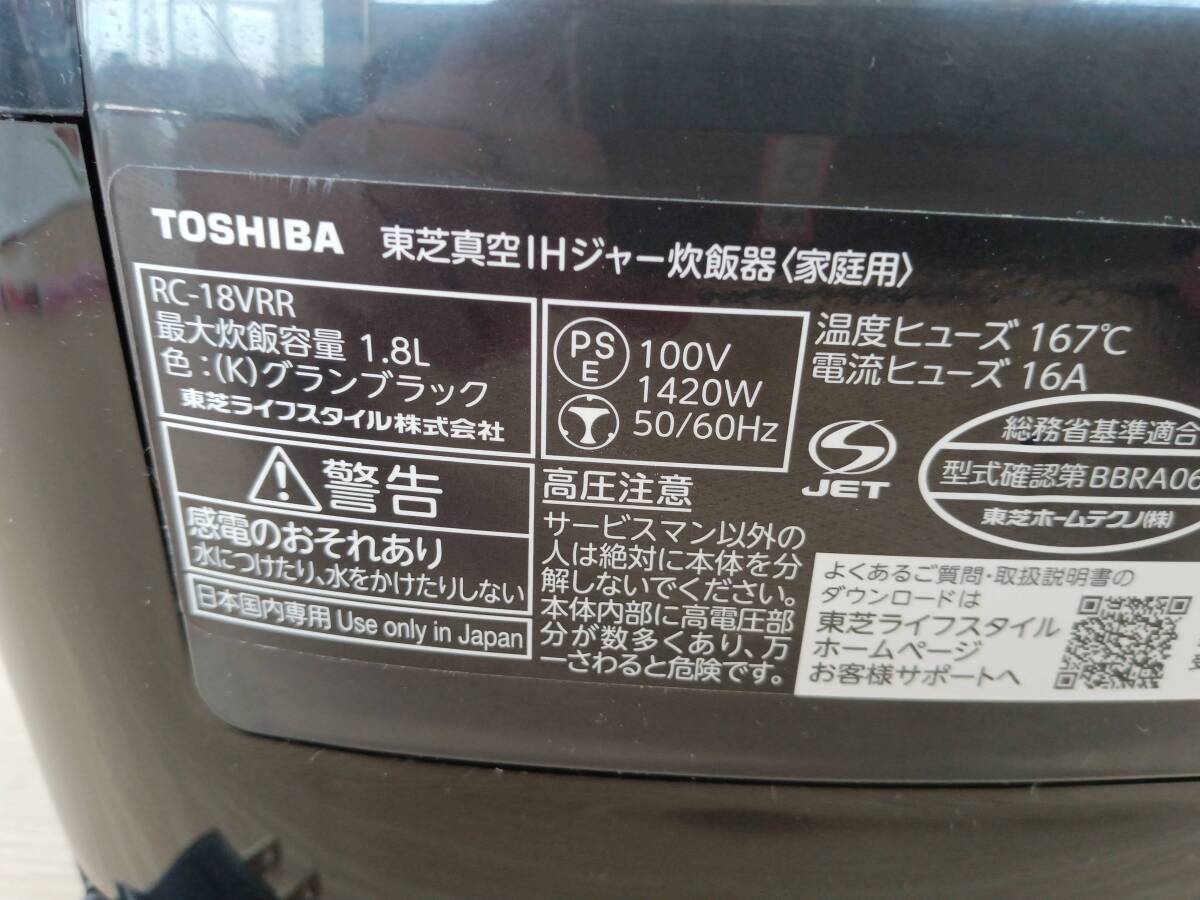 TOSHIBA 東芝真空IHジャー炊飯器〈家庭用〉
RC-18VRR
最大炊飯容量 1.8L
色:(K)グランブラック
東芝ライフスタイル株式会社
PSE
100V
1420W
50/60Hz
温度ヒューズ 167℃
電流ヒューズ 16A
JET
総務省基準適合
型式確認第BBRA06
東芝ホームテクノ(株)
警告
感電のおそれあり
水につけたり、水をかけたりしない
日本国内専用 Use only in Japan
高圧注意
サービスマン以外の
人は絶対に本体を分
解しないでください。
本体内部に高電圧部
分が数多くあり、万
一さわると危険です。
よくあるご質問・取扱説明書の
ダウンロードは
東芝ライフスタイル
ホームページ
お客様サポートへ